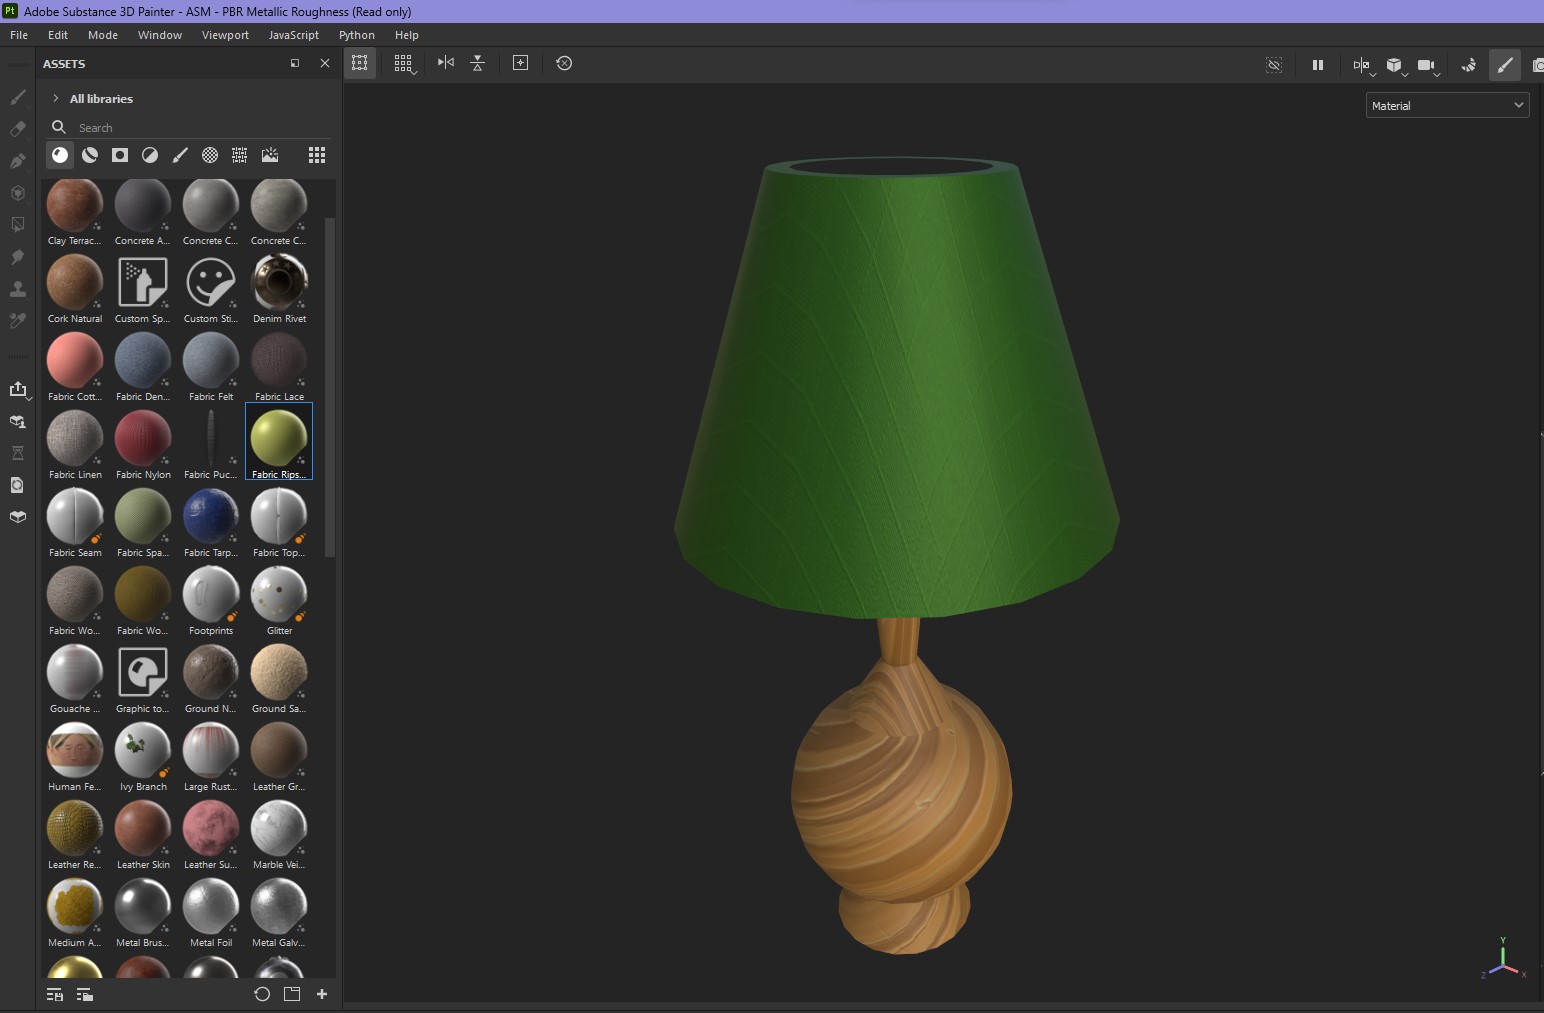 Pt Adobe Substance 3D Painter - ASM - PBR Metallic Roughness (Read only)
File Edit Mode Window Viewport JavaScript Python Help
ASSETS
All libraries
Search
Material
Clay Terrac... Concrete A... Concrete C... Concrete C...
Cork Natural Custom Sp... Custom Sti... Denim Rivet
Fabric Cott... Fabric Den... Fabric Felt Fabric Lace
Fabric Linen Fabric Nylon Fabric Puc... Fabric Rips...
Fabric Seam Fabric Spa... Fabric Tarp... Fabric Top...
Fabric Wo... Fabric Wo... Footprints Glitter
Gouache ... Graphic to... Ground N... Ground Sa...
Human Fe... Ivy Branch Large Rust... Leather Gr...
Leather Re... Leather Skin Leather Su... Marble Vei...
Medium A... Metal Brus... Metal Foil Metal Galv...
Y
Z X